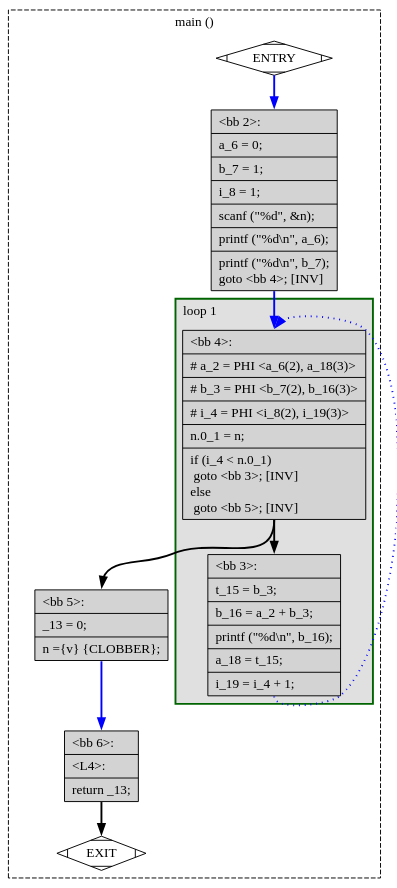 main ()
ENTRY
<bb 2>:
a_6 = 0;
b_7 = 1;
i_8 = 1;
scanf ("%d", &n);
printf ("%d\n", a_6);
printf ("%d\n", b_7);
goto <bb 4>; [INV]
loop 1
<bb 4>:
# a_2 = PHI <a_6(2), a_18(3)>
# b_3 = PHI <b_7(2), b_16(3)>
# i_4 = PHI <i_8(2), i_19(3)>
n.0_1 = n;
if (i_4 < n.0_1)
goto <bb 3>; [INV]
else
goto <bb 5>; [INV]
<bb 3>:
t_15 = b_3;
b_16 = a_2 + b_3;
printf ("%d\n", b_16);
a_18 = t_15;
i_19 = i_4 + 1;
<bb 5>:
_13 = 0;
n ={v} {CLOBBER};
<bb 6>:
<L4>:
return _13;
EXIT